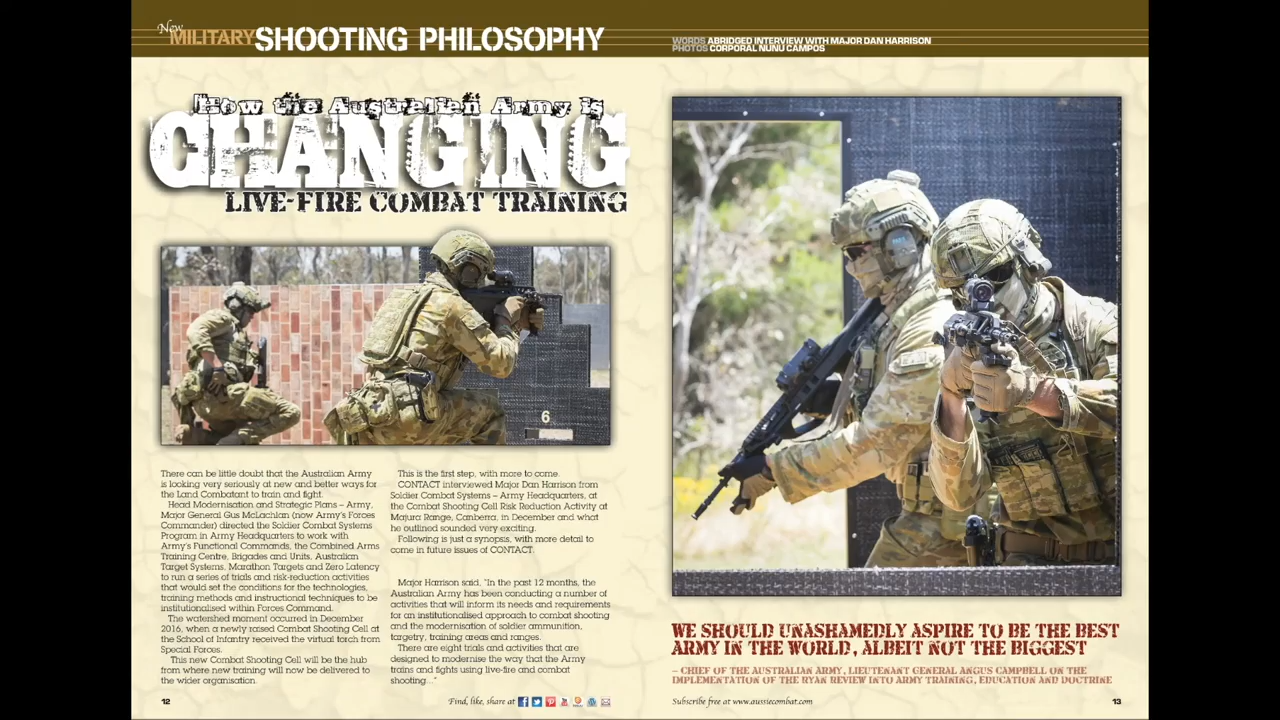 New
MILITARY SHOOTING PHILOSOPHY
WORDS ABRIDGED INTERVIEW WITH MAJOR DAN HARRISON
PHOTOS CORPORAL NUNU CAMPOS
How the Australian Army is
CHANGING
LIVE-FIRE COMBAT TRAINING
6
There can be little doubt that the Australian Army
is looking very seriously at new and better ways for
the Land Combatant to train and fight.
Head Modernisation and Strategic Plans – Army,
Major General Gus McLachlan (now Army's Forces
Commander) directed the Soldier Combat Systems
Program in Army Headquarters to work with
Army's Functional Commands, the Combined Arms
Training Centre, Brigades and Units, Australian
Target Systems, Marathon Targets and Zero Latency
to run a series of trials and risk-reduction activities
that would set the conditions for the technologies,
training methods and instructional techniques to be
institutionalised within Forces Command.
The watershed moment occurred in December
2016, when a newly raised Combat Shooting Cell at
the School of Infantry received the virtual torch from
Special Forces.
This new Combat Shooting Cell will be the hub
from where new training will now be delivered to
the wider organisation.
This is the first step, with more to come.
CONTACT interviewed Major Dan Harrison from
Soldier Combat Systems – Army Headquarters, at
the Combat Shooting Cell Risk Reduction Activity at
Majura Range, Canberra, in December and what
he outlined sounded very exciting.
Following is just a synopsis, with more detail to
come in future issues of CONTACT.
Major Harrison said, "In the past 12 months, the
Australian Army has been conducting a number of
activities that will inform its needs and requirements
for an institutionalised approach to combat shooting
and the modernisation of soldier ammunition,
targetry, training areas and ranges.
There are eight trials and activities that are
designed to modernise the way that the Army
trains and fights using live-fire and combat
shooting..."
WE SHOULD UNASHAMEDLY ASPIRE TO BE THE BEST
ARMY IN THE WORLD, ALBEIT NOT THE BIGGEST
– CHIEF OF THE AUSTRALIAN ARMY, LIEUTENANT GENERAL ANGUS CAMPBELL ON THE
IMPLEMENTATION OF THE RYAN REVIEW INTO ARMY TRAINING, EDUCATION AND DOCTRINE
12
Find, like, share at
Subscribe free at www.aussiecombat.com
13